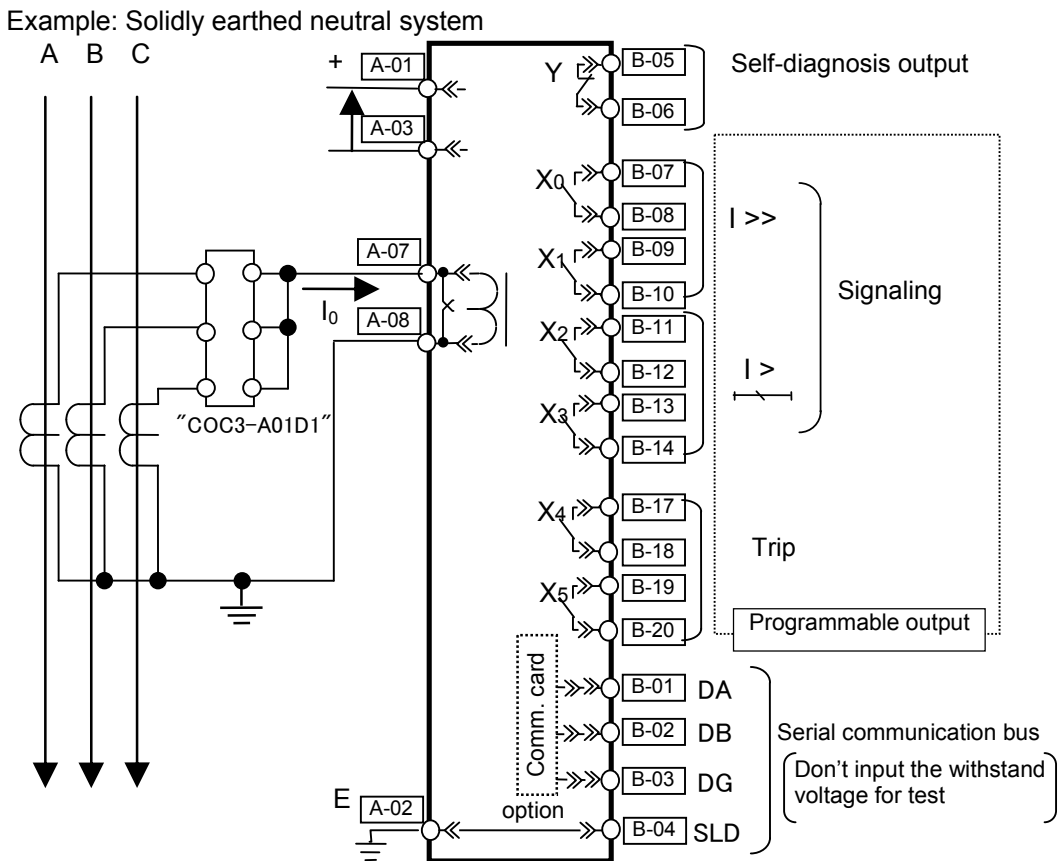 Example: Solidly earthed neutral system
A B C
+
A-01
A-03
A-07
I0
A-08
"COC3-A01D1"
E
A-02
Y
B-05
B-06
Self-diagnosis output
X0
B-07
B-08
I >>
X1
B-09
B-10
Signaling
X2
B-11
B-12
I >
X3
B-13
B-14
X4
B-17
B-18
Trip
X5
B-19
B-20
Programmable output
Comm. card
option
B-01 DA
B-02 DB
B-03 DG
B-04 SLD
Serial communication bus
Don't input the withstand
voltage for test